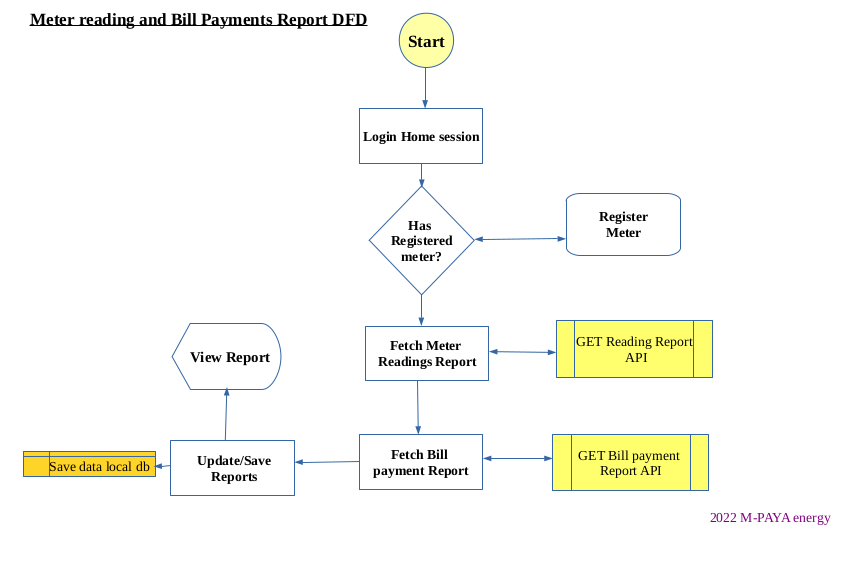 Meter reading and Bill Payments Report DFD
Start
Login Home session
Has
Registered
meter?
Register
Meter
Fetch Meter
Readings Report
GET Reading Report
API
View Report
Fetch Bill
payment Report
GET Bill payment
Report API
Update/Save
Reports
Save data local db
2022 M-PAYA energy